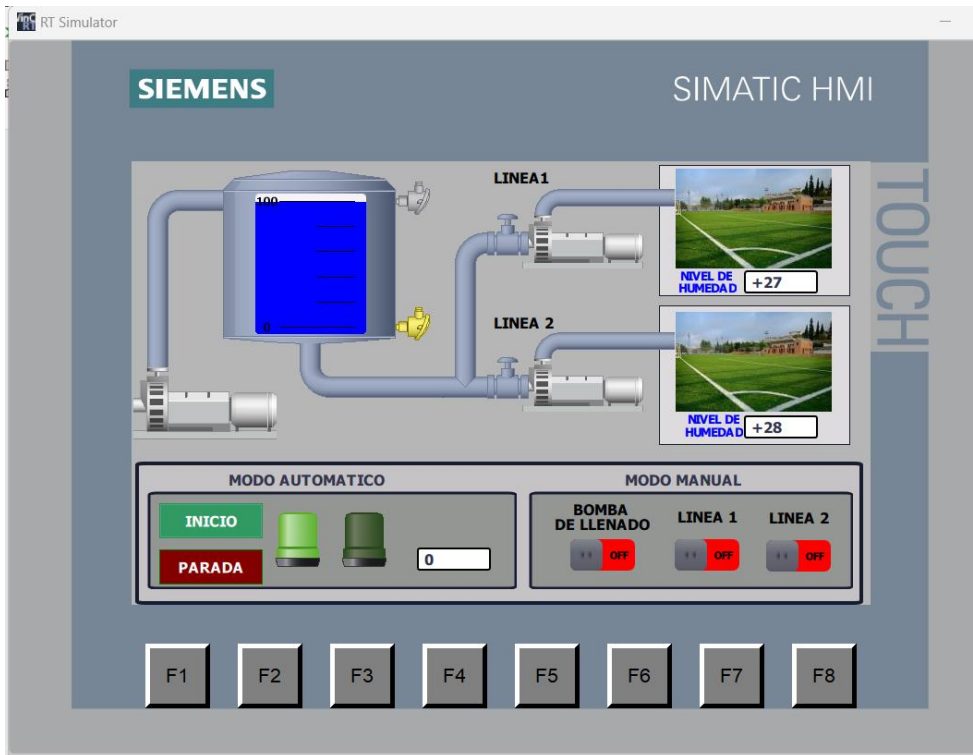 RT Simulator
SIEMENS
SIMATIC HMI
TOUCH
100
0
LINEA1
NIVEL DE
HUMEDAD
+27
LINEA 2
NIVEL DE
HUMEDAD
+28
MODO AUTOMATICO
INICIO
PARADA
0
MODO MANUAL
BOMBA
DE LLENADO
LINEA 1
LINEA 2
OFF
OFF
OFF
F1
F2
F3
F4
F5
F6
F7
F8